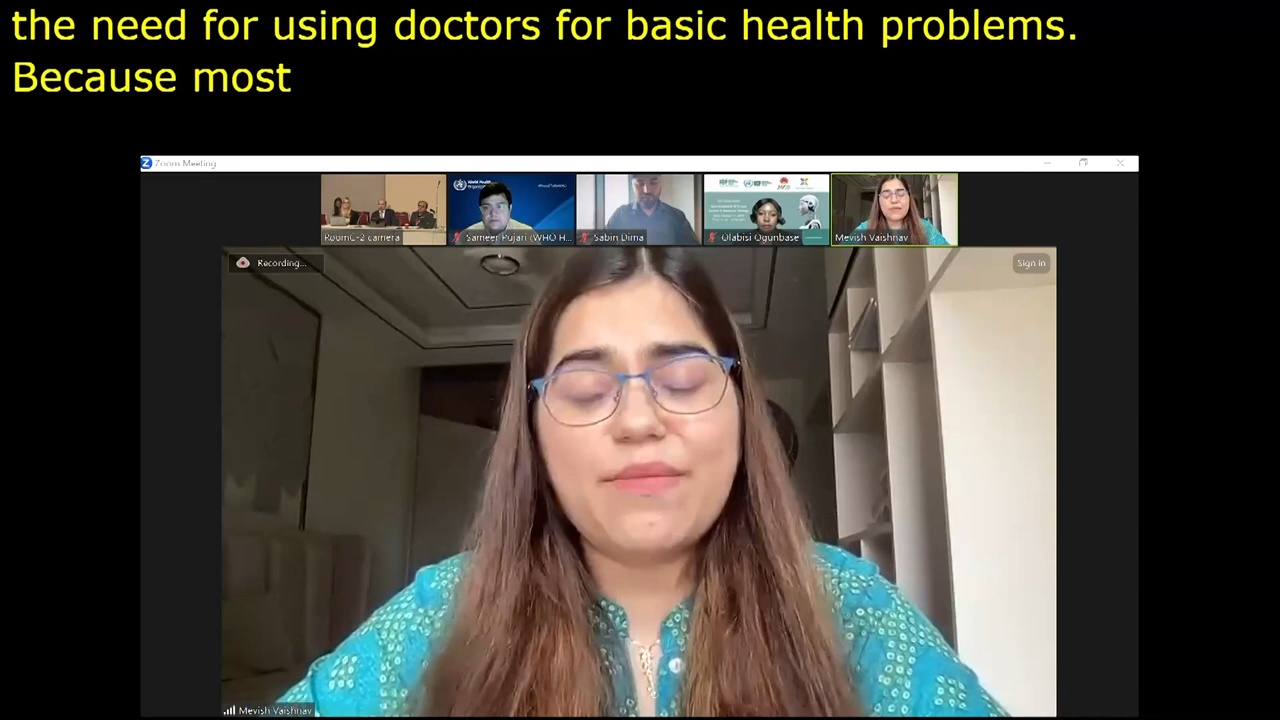 the need for using doctors for basic health problems.
Because most
Zoom Meeting
RoomC-2 camera
Sameer Pujari (WHO H...
Sabin Dima
Olabisi Ogunbase
Mevish Vaishnav
Recording...
Sign in
Mevish Vaishnav